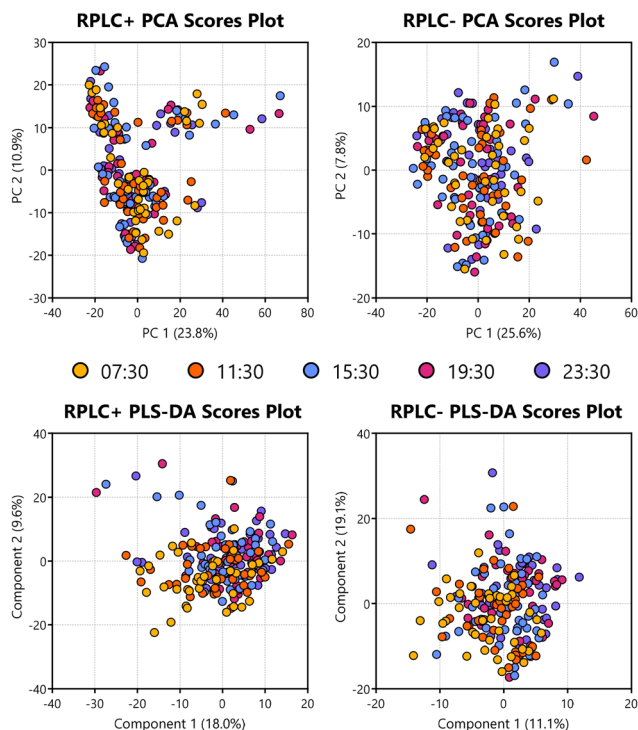 RPLC+ PCA Scores Plot
30
20
10
0
-10
-20
-30
-40 -20 0 20 40 60 80
PC 2 (10.9%)
PC 1 (23.8%)
RPLC- PCA Scores Plot
20
10
0
-10
-20
-40 -20 0 20 40 60
PC 2 (7.8%)
PC 1 (25.6%)
07:30 11:30 15:30 19:30 23:30
RPLC+ PLS-DA Scores Plot
40
20
0
-20
-40
-40 -30 -20 -10 0 10 20
Component 2 (9.6%)
Component 1 (18.0%)
RPLC- PLS-DA Scores Plot
40
20
0
-20
-20 -10 0 10 20
Component 2 (19.1%)
Component 1 (11.1%)